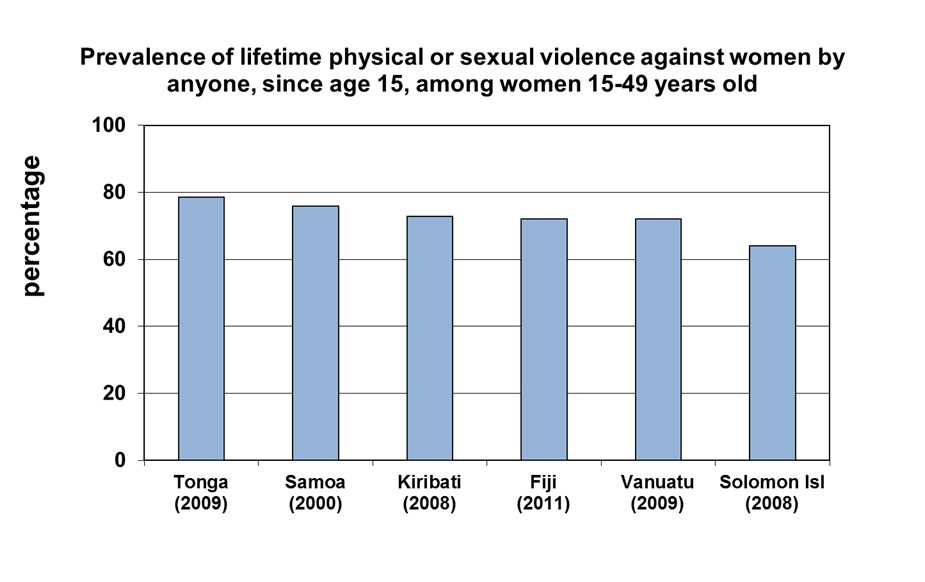 Prevalence of lifetime physical or sexual violence against women by
anyone, since age 15, among women 15-49 years old
percentage
100
80
60
40
20
0
Tonga
(2009)
Samoa
(2000)
Kiribati
(2008)
Fiji
(2011)
Vanuatu
(2009)
Solomon Isl
(2008)